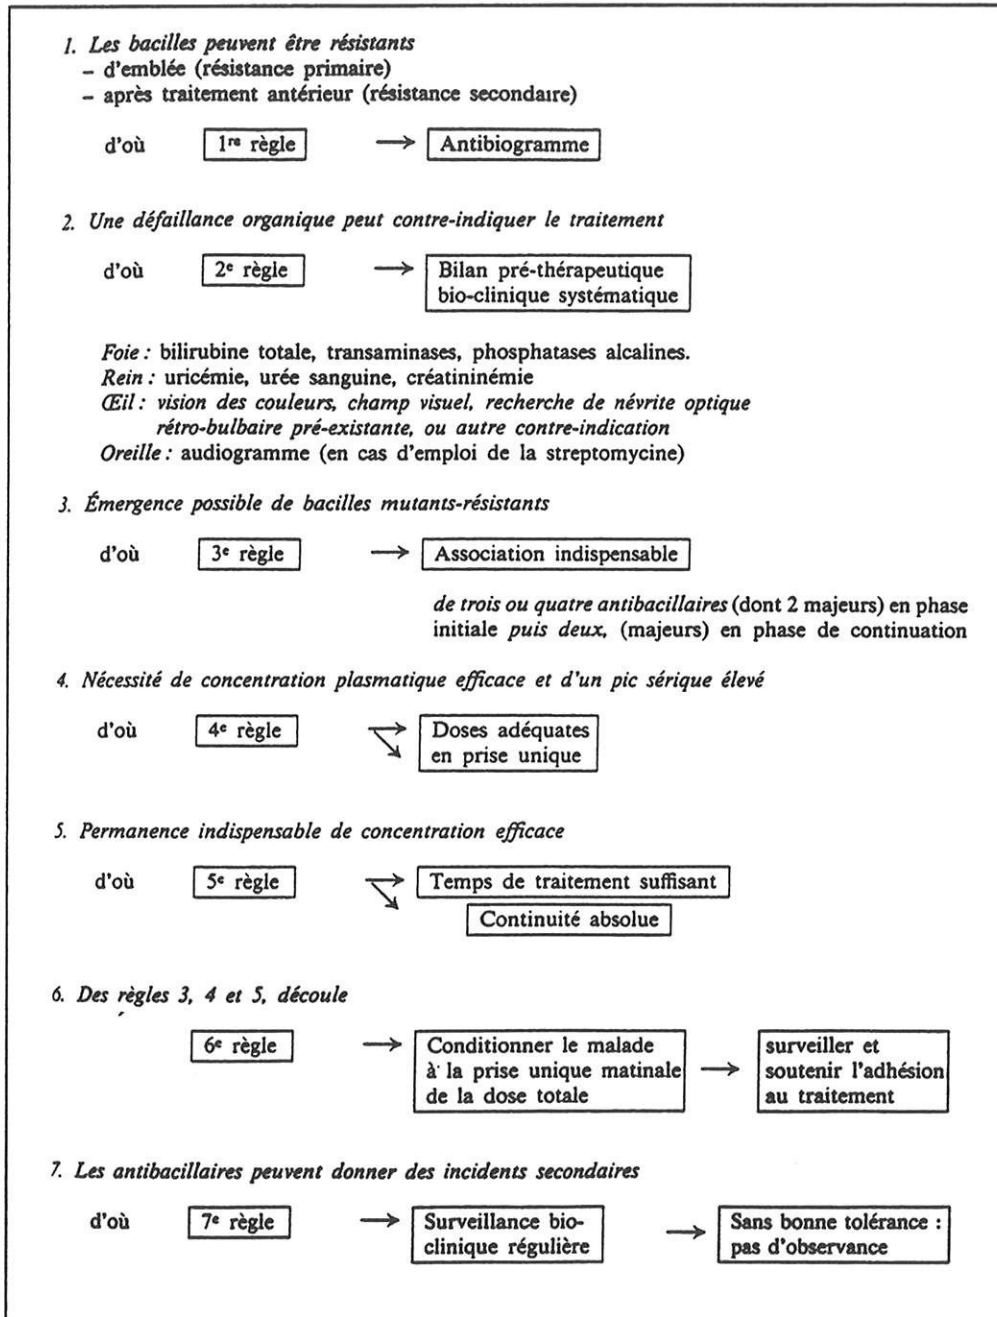 1. Les bacilles peuvent être résistants
– d'emblée (résistance primaire)
– après traitement antérieur (résistance secondaire)
d'où 1re règle → Antibiogramme
2. Une défaillance organique peut contre-indiquer le traitement
d'où 2e règle → Bilan pré-thérapeutique
bio-clinique systématique
Foie : bilirubine totale, transaminases, phosphatases alcalines.
Rein : uricémie, urée sanguine, créatininémie
Œil : vision des couleurs, champ visuel, recherche de névrite optique
rétro-bulbaire pré-existante, ou autre contre-indication
Oreille : audiogramme (en cas d'emploi de la streptomycine)
3. Émergence possible de bacilles mutants-résistants
d'où 3e règle → Association indispensable
de trois ou quatre antibacillaires (dont 2 majeurs) en phase
initiale puis deux, (majeurs) en phase de continuation
4. Nécessité de concentration plasmatique efficace et d'un pic sérique élevé
d'où 4e règle → Doses adéquates
en prise unique
5. Permanence indispensable de concentration efficace
d'où 5e règle → Temps de traitement suffisant
Continuité absolue
6. Des règles 3, 4 et 5, découle
6e règle → Conditionner le malade
à la prise unique matinale
de la dose totale
→ surveiller et
soutenir l'adhésion
au traitement
7. Les antibacillaires peuvent donner des incidents secondaires
d'où 7e règle → Surveillance bio-
clinique régulière
→ Sans bonne tolérance :
pas d'observance